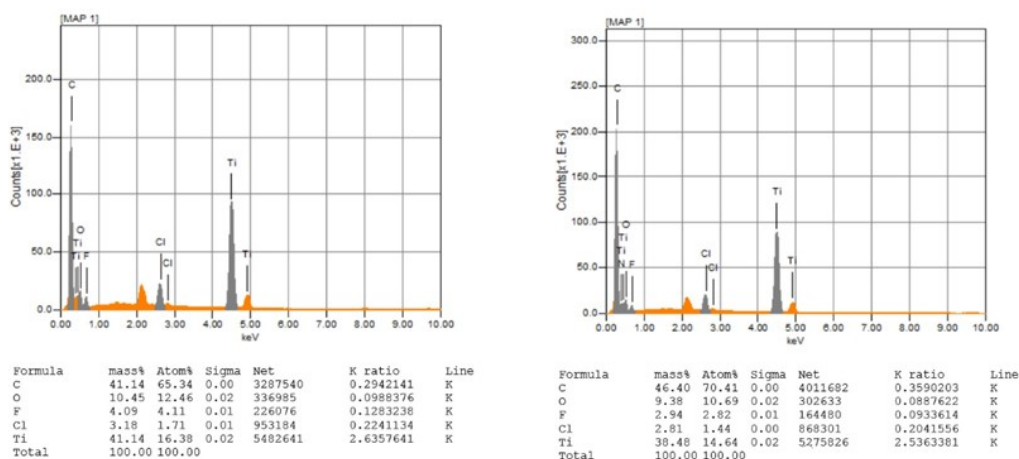 [MAP 1]
Counts[x1.E+3]
200.0
150.0
100.0
50.0
0.0
C
O
Ti
Ti
F
Cl
Cl
Ti
Ti
0.00 1.00 2.00 3.00 4.00 5.00 6.00 7.00 8.00 9.00 10.00
keV
Formula mass% Atom% Sigma Net K ratio Line
C 41.14 65.34 0.00 3287540 0.2942141 K
O 10.45 12.46 0.02 336985 0.0988376 K
F 4.09 4.11 0.01 226076 0.1283238 K
Cl 3.18 1.71 0.01 953184 0.2241134 K
Ti 41.14 16.38 0.02 5482641 2.6357641 K
Total 100.00 100.00
[MAP 1]
Counts[x1.E+3]
300.0
250.0
200.0
150.0
100.0
50.0
0.0
C
O
Ti
Ti
N
F
Cl
Cl
Ti
Ti
0.00 1.00 2.00 3.00 4.00 5.00 6.00 7.00 8.00 9.00 10.00
keV
Formula mass% Atom% Sigma Net K ratio Line
C 46.40 70.41 0.00 4011682 0.3590203 K
O 9.38 10.69 0.02 302633 0.0887622 K
F 2.94 2.82 0.01 164480 0.0933614 K
Cl 2.81 1.44 0.00 868301 0.2041556 K
Ti 38.48 14.64 0.02 5275826 2.5363381 K
Total 100.00 100.00